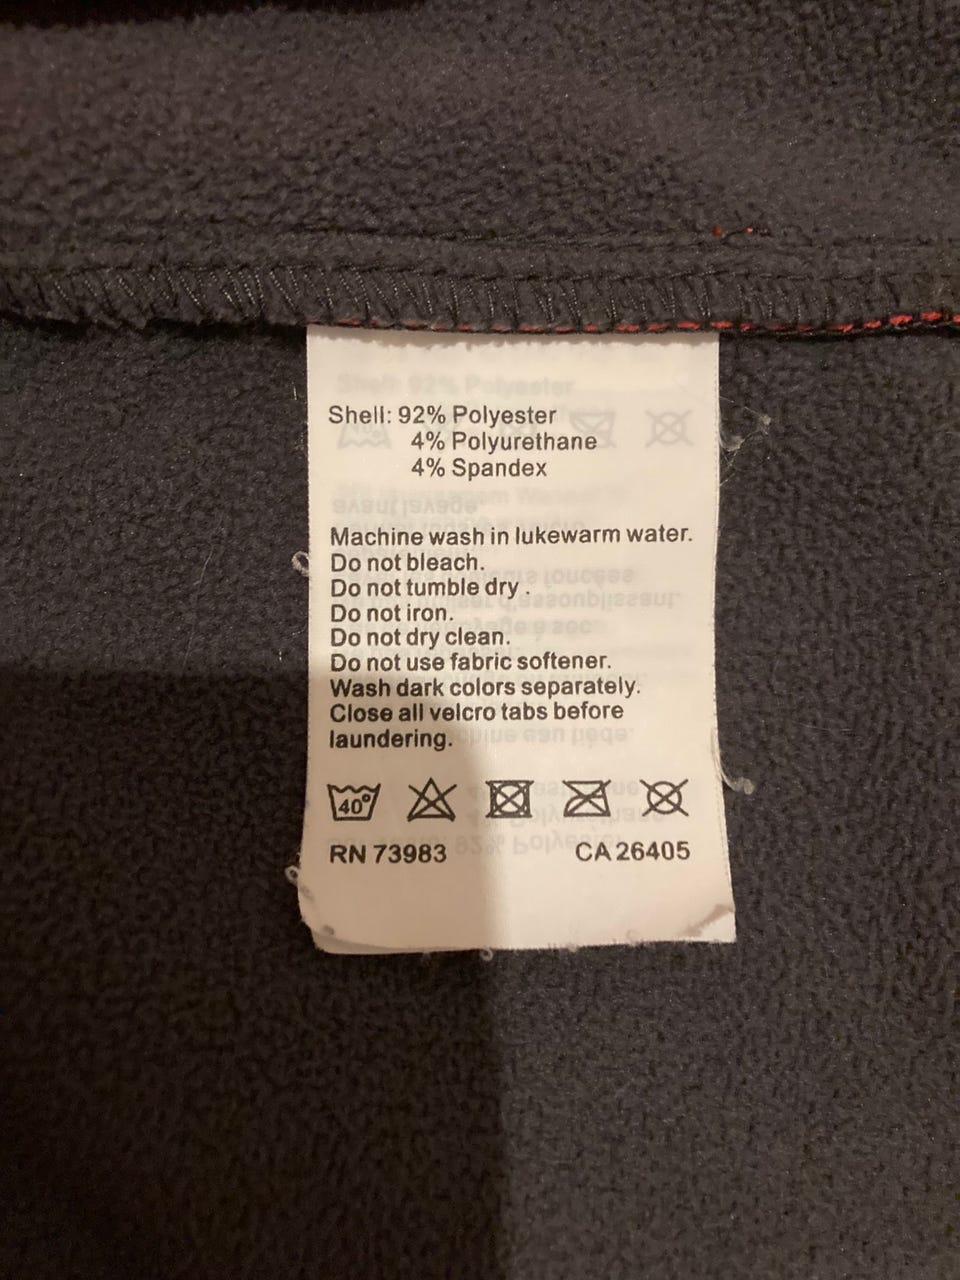 Shell: 92% Polyester
4% Polyurethane
4% Spandex
Machine wash in lukewarm water.
Do not bleach.
Do not tumble dry .
Do not iron.
Do not dry clean.
Do not use fabric softener.
Wash dark colors separately.
Close all velcro tabs before
laundering.
40°
RN 73983 CA 26405